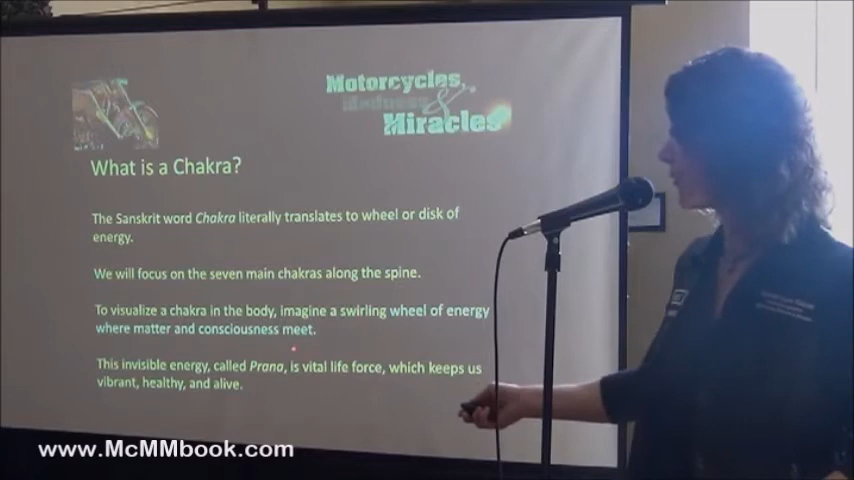 Motorcycles,
Madness &
Miracles
What is a Chakra?
The Sanskrit word Chakra literally translates to wheel or disk of
energy.
We will focus on the seven main chakras along the spine.
To visualize a chakra in the body, imagine a swirling wheel of energy
where matter and consciousness meet.
This invisible energy, called Prana, is vital life force, which keeps us
vibrant, healthy, and alive.
www.McMMbook.com